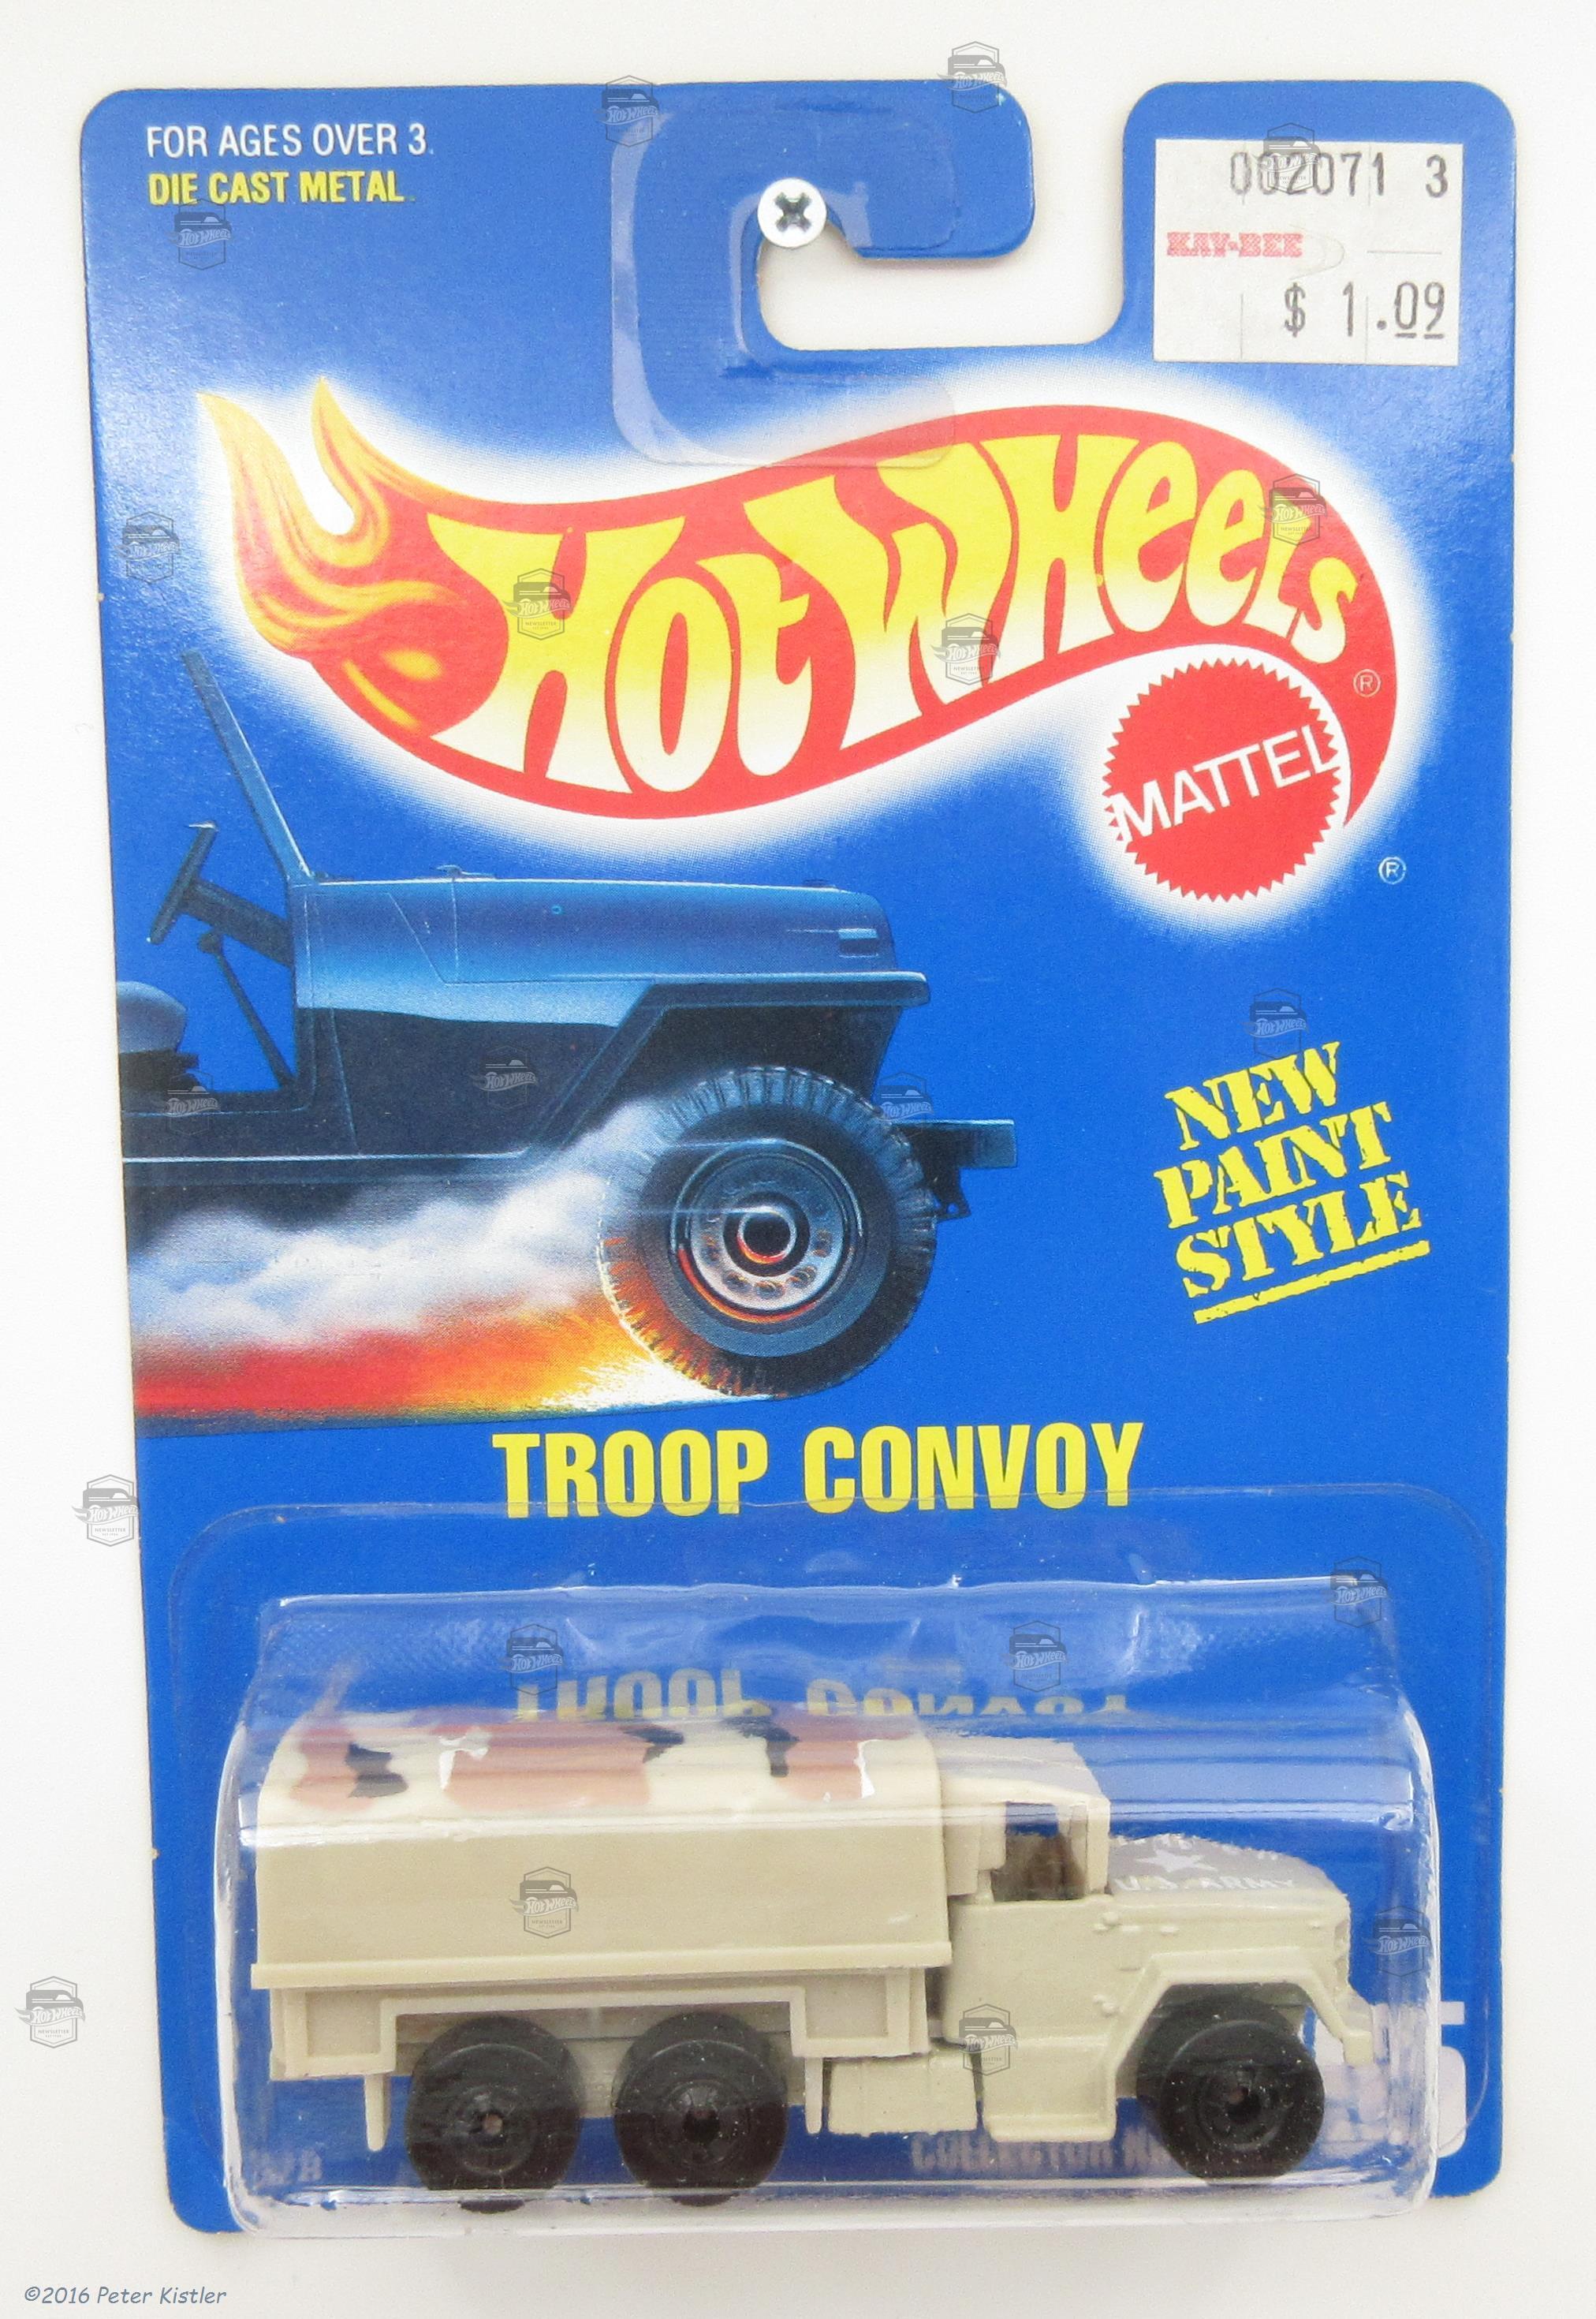 FOR AGES OVER 3.
DIE CAST METAL
002071 3
KAY-BEE
$ 1.09
HOT WHEELS ®
MATTEL
®
NEW
PAINT
STYLE
TROOP CONVOY
U.S. ARMY
COLLECTOR
©2016 Peter Kistler